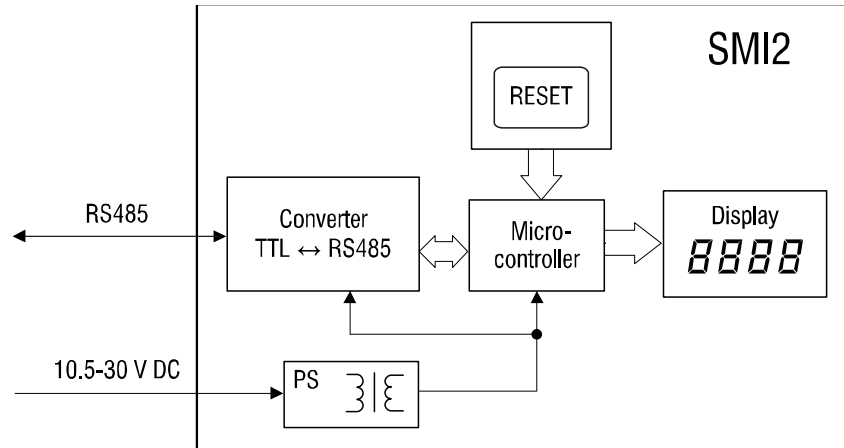 SMI2
RESET
RS485
Converter
TTL ↔ RS485
Micro-
controller
Display
8888
10.5-30 V DC
PS